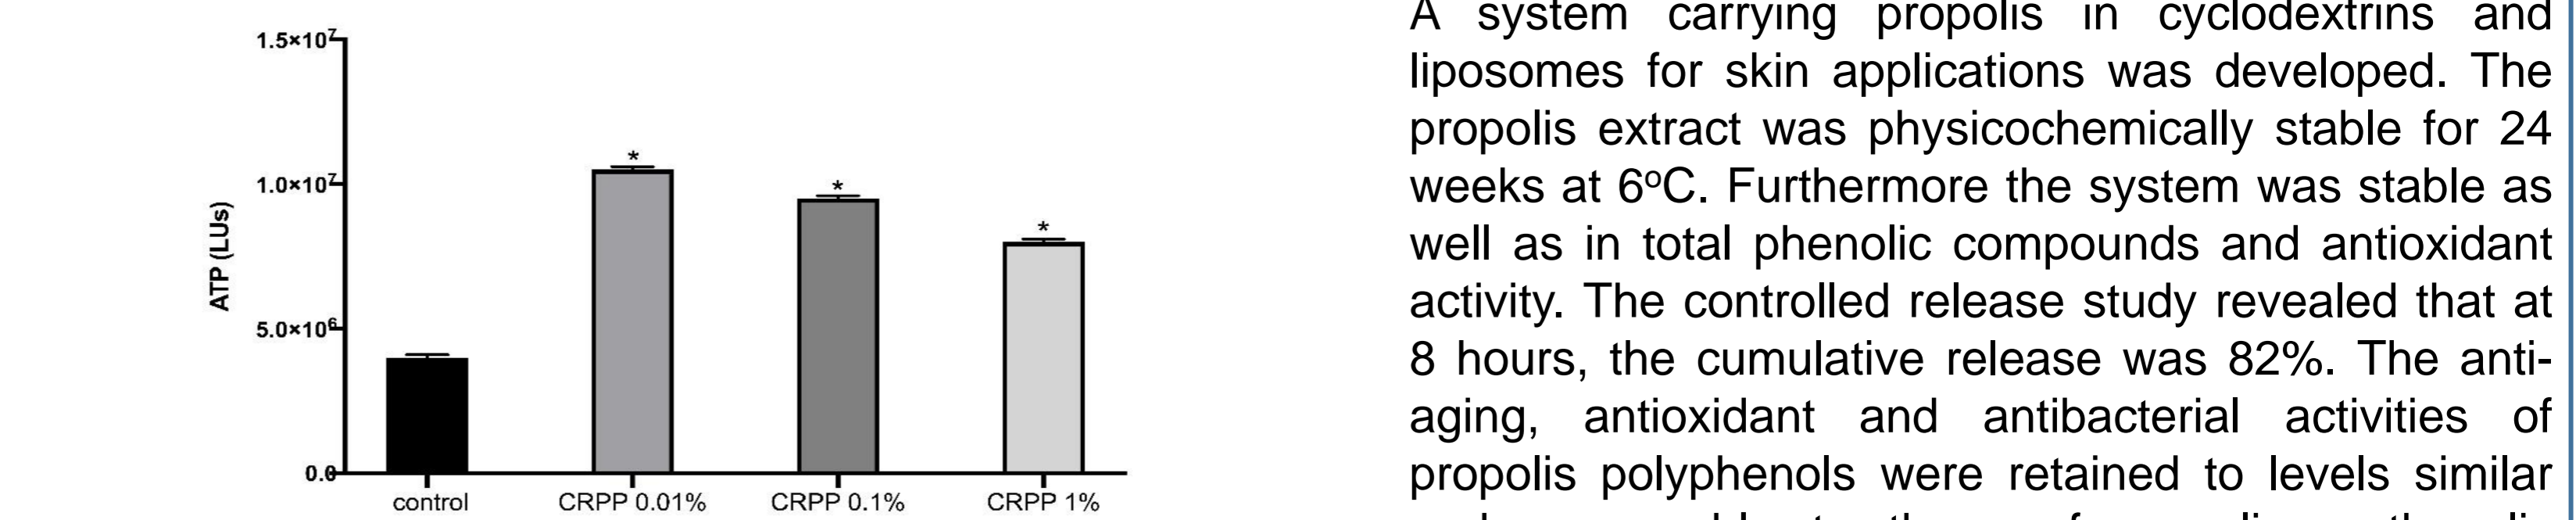 1.5×10⁷
1.0×10⁷
5.0×10⁶
0.0
ATP (LUs)
*
*
*
control
CRPP 0.01%
CRPP 0.1%
CRPP 1%
A system carrying propolis in cyclodextrins and
liposomes for skin applications was developed. The
propolis extract was physicochemically stable for 24
weeks at 6ºC. Furthermore the system was stable as
well as in total phenolic compounds and antioxidant
activity. The controlled release study revealed that at
8 hours, the cumulative release was 82%. The anti-
aging, antioxidant and antibacterial activities of
propolis polyphenols were retained to levels similar